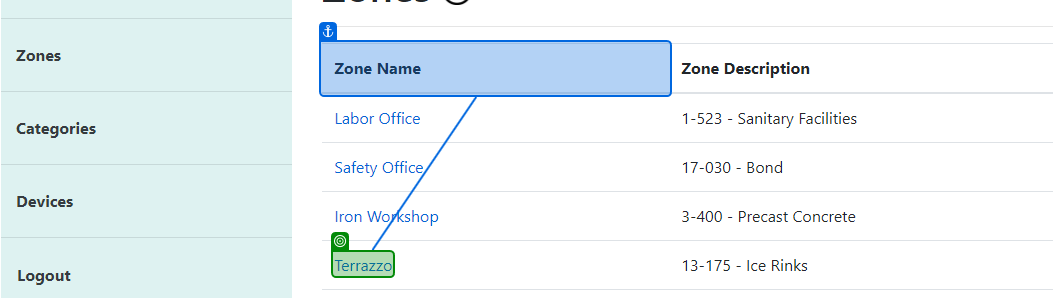 Zones
Zones
Categories
Devices
Logout
Zone Name Zone Description
Labor Office 1-523 - Sanitary Facilities
Safety Office 17-030 - Bond
Iron Workshop 3-400 - Precast Concrete
Terrazzo 13-175 - Ice Rinks